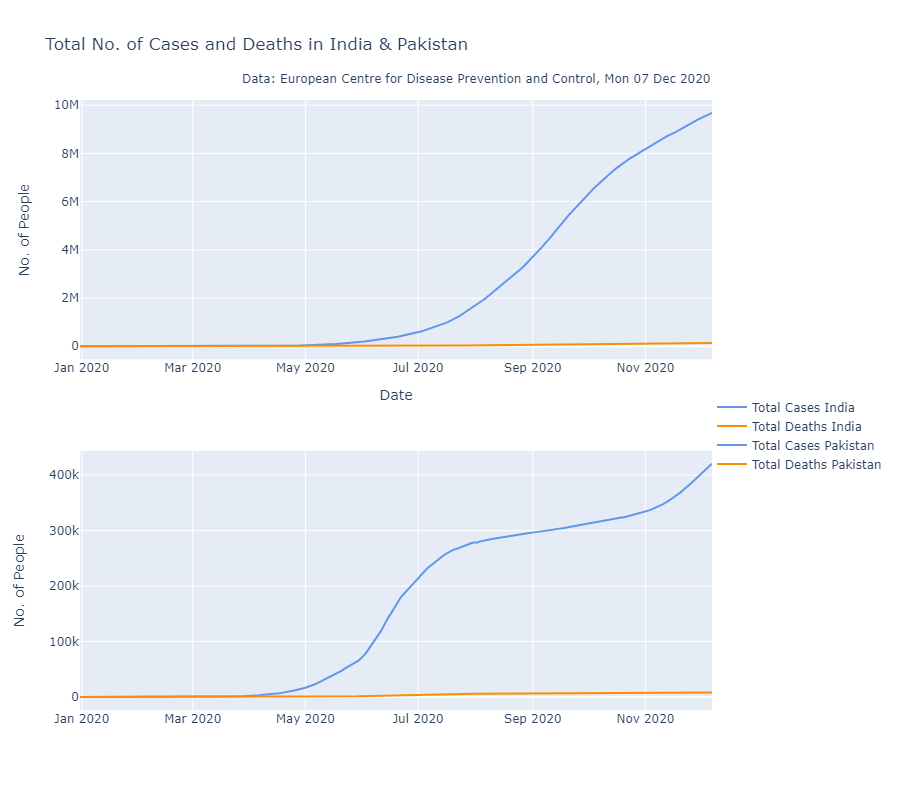 Total No. of Cases and Deaths in India & Pakistan
Data: European Centre for Disease Prevention and Control, Mon 07 Dec 2020
10M
8M
6M
4M
2M
0
No. of People
Jan 2020 Mar 2020 May 2020 Jul 2020 Sep 2020 Nov 2020
Date
Total Cases India
Total Deaths India
Total Cases Pakistan
Total Deaths Pakistan
400k
300k
200k
100k
0
No. of People
Jan 2020 Mar 2020 May 2020 Jul 2020 Sep 2020 Nov 2020